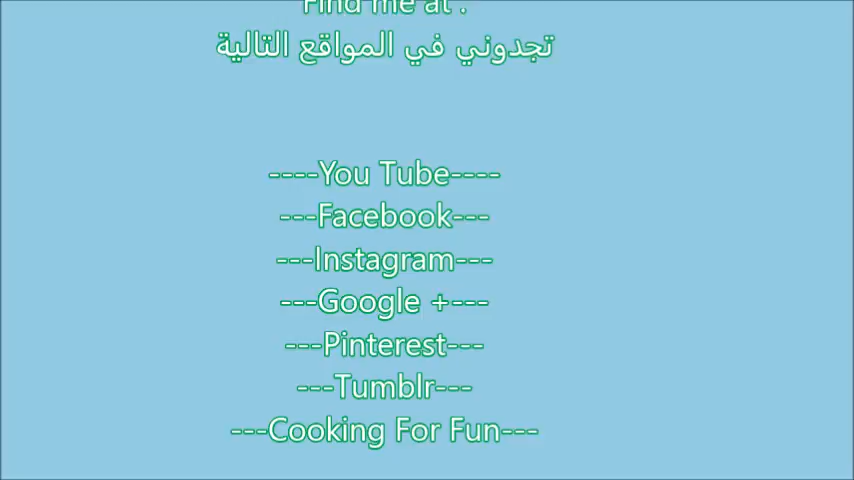 Find me at .
تجدوني في المواقع التالية
----You Tube----
---Facebook---
---Instagram---
---Google +---
---Pinterest---
---Tumblr---
---Cooking For Fun---